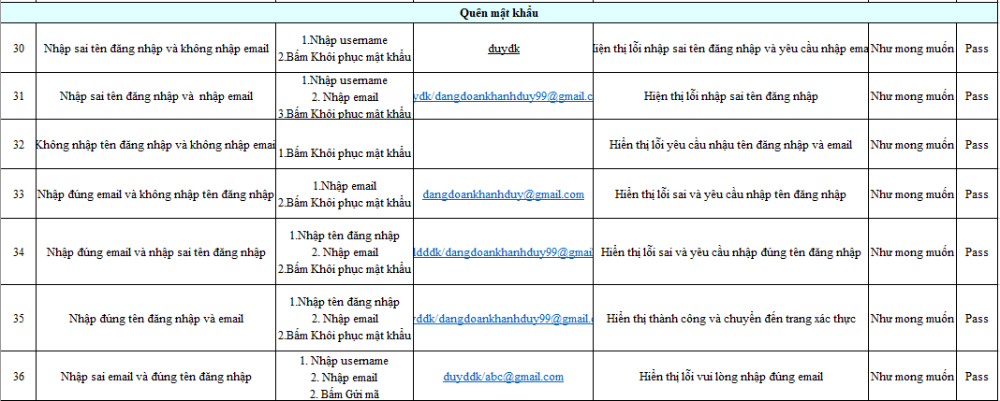 Quên mật khẩu
30 Nhập sai tên đăng nhập và không nhập email 1.Nhập username duydk Hiện thị lỗi nhập sai tên đăng nhập và yêu cầu nhập ema Như mong muốn Pass
2.Bấm Khôi phục mật khẩu
31 Nhập sai tên đăng nhập và nhập email 1.Nhập username ydk/dangdoankhanhduy99@gmail.c Hiện thị lỗi nhập sai tên đăng nhập Như mong muốn Pass
2. Nhập email
3.Bấm Khôi phục mật khẩu
32 Không nhập tên đăng nhập và không nhập emai 1.Bấm Khôi phục mật khẩu Hiển thị lỗi yêu cầu nhậu tên đăng nhập và email Như mong muốn Pass
33 Nhập đúng email và không nhập tên đăng nhập 1.Nhập email dangdoankhanhduy@gmail.com Hiển thị lỗi sai và yêu cầu nhập tên đăng nhập Như mong muốn Pass
2.Bấm Khôi phục mật khẩu
34 Nhập đúng email và nhập sai tên đăng nhập 1.Nhập tên đăng nhập ldddk/dangdoankhanhduy99@gmai Hiển thị lỗi sai và yêu cầu nhập đúng tên đăng nhập Như mong muốn Pass
2. Nhập email
2.Bấm Khôi phục mật khẩu
35 Nhập đúng tên đăng nhập và email 1.Nhập tên đăng nhập yddk/dangdoankhanhduy99@gmail. Hiển thị thành công và chuyển đến trang xác thực Như mong muốn Pass
2. Nhập email
2.Bấm Khôi phục mật khẩu
36 Nhập sai email và đúng tên đăng nhập 1. Nhập username duyddk/abc@gmail.com Hiển thị lỗi vui lòng nhập đúng email Như mong muốn Pass
2. Nhập email
2. Bấm Gửi mã